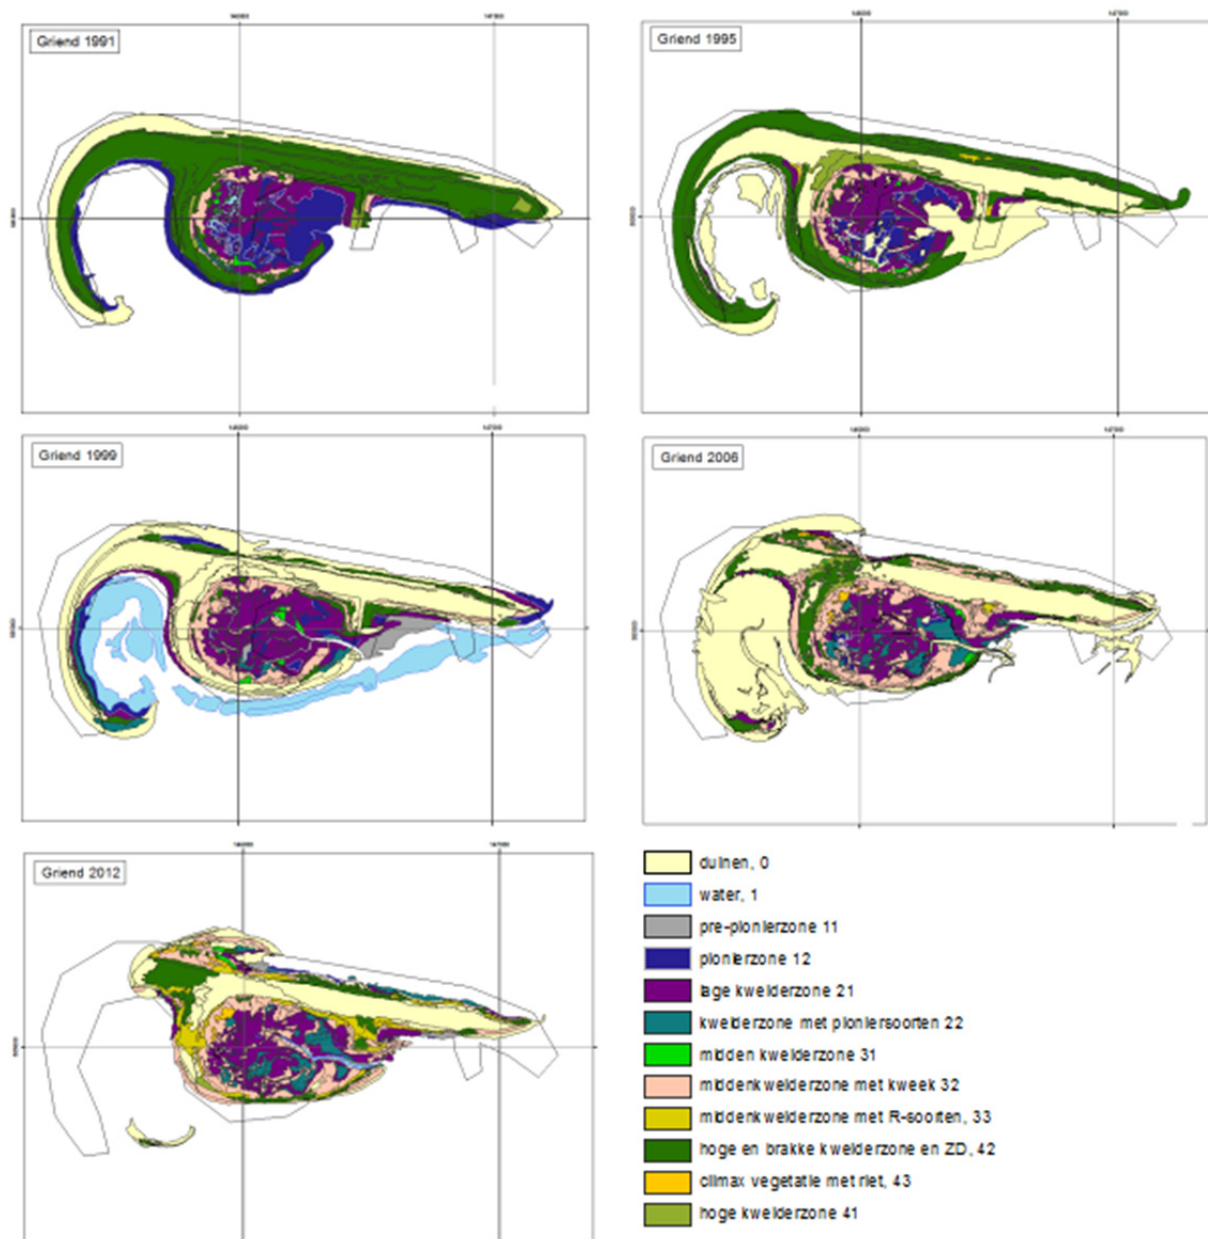 Griend 1991
Griend 1995
Griend 1999
Griend 2006
Griend 2012
duinen, 0
water, 1
pre-pionierzone 11
pionierzone 12
lage kwelderzone 21
kwelderzone met pioniersoorten 22
midden kwelderzone 31
middenkwelderzone met kweek 32
middenkwelderzone met R-soorten, 33
hoge en brakke kwelderzone en ZD, 42
climax vegetatie met riet, 43
hoge kwelderzone 41